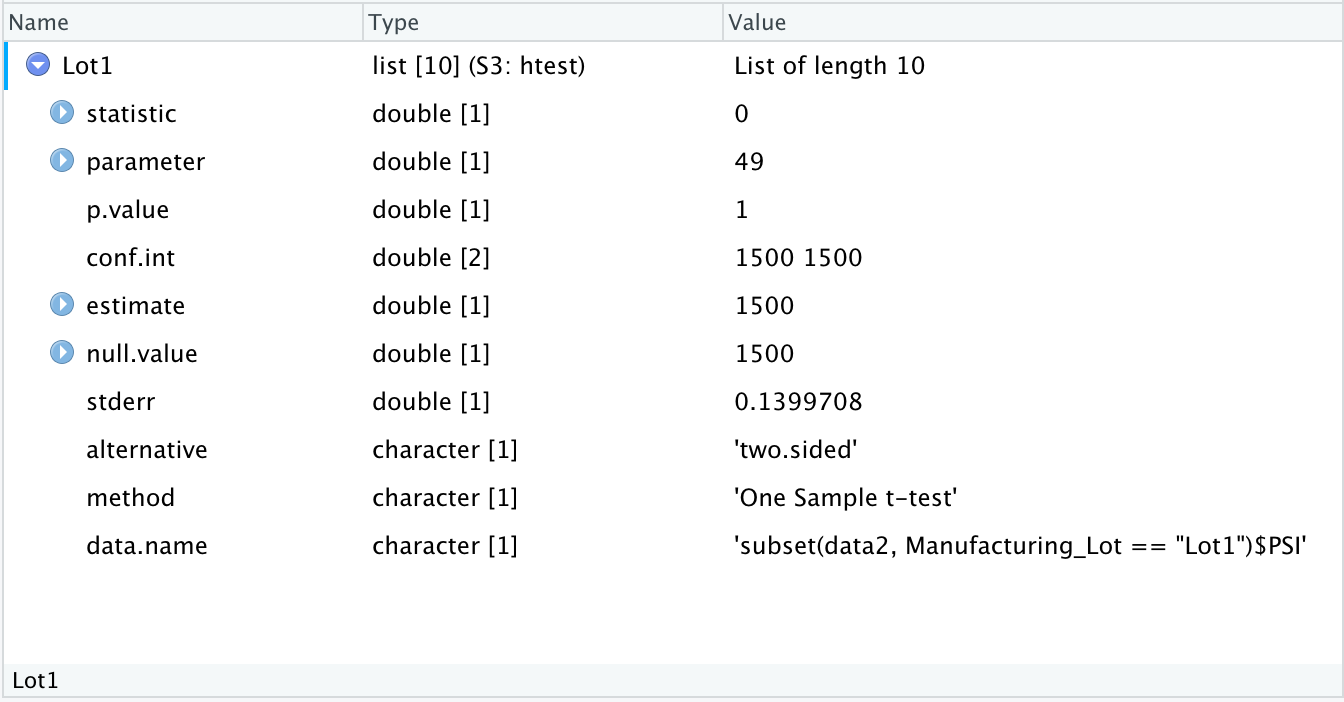 Name Type Value
Lot1 list [10] (S3: htest) List of length 10
statistic double [1] 0
parameter double [1] 49
p.value double [1] 1
conf.int double [2] 1500 1500
estimate double [1] 1500
null.value double [1] 1500
stderr double [1] 0.1399708
alternative character [1] 'two.sided'
method character [1] 'One Sample t-test'
data.name character [1] 'subset(data2, Manufacturing_Lot == "Lot1")$PSI'
Lot1